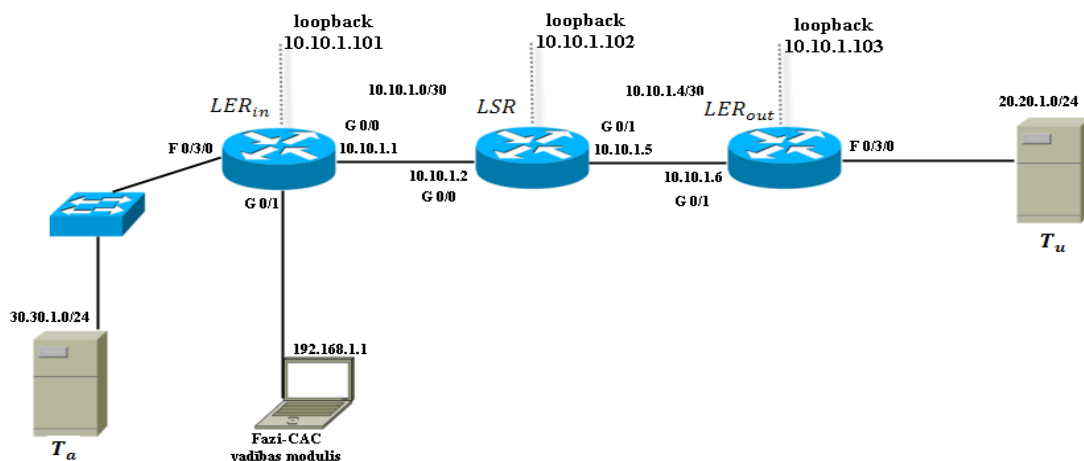 loopback
10.10.1.101
loopback
10.10.1.102
loopback
10.10.1.103
LER_in
10.10.1.0/30
LSR
10.10.1.4/30
LER_out
20.20.1.0/24
F 0/3/0
G 0/0
10.10.1.1
G 0/1
10.10.1.5
F 0/3/0
10.10.1.2
G 0/0
10.10.1.6
G 0/1
G 0/1
T_u
30.30.1.0/24
192.168.1.1
T_a
Fazi-CAC
vadības modulis